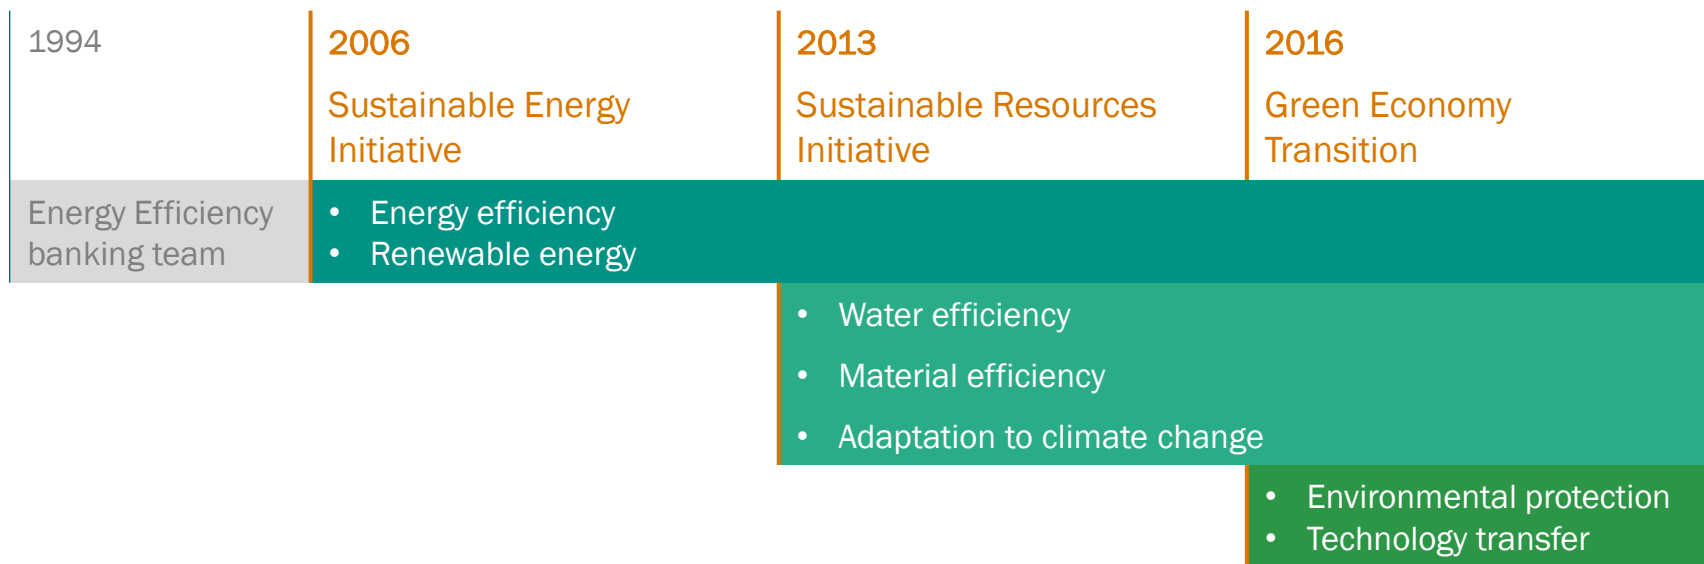 1994
2006
2013
2016
Sustainable Energy
Initiative
Sustainable Resources
Initiative
Green Economy
Transition
Energy Efficiency
banking team
• Energy efficiency
• Renewable energy
• Water efficiency
• Material efficiency
• Adaptation to climate change
• Environmental protection
• Technology transfer